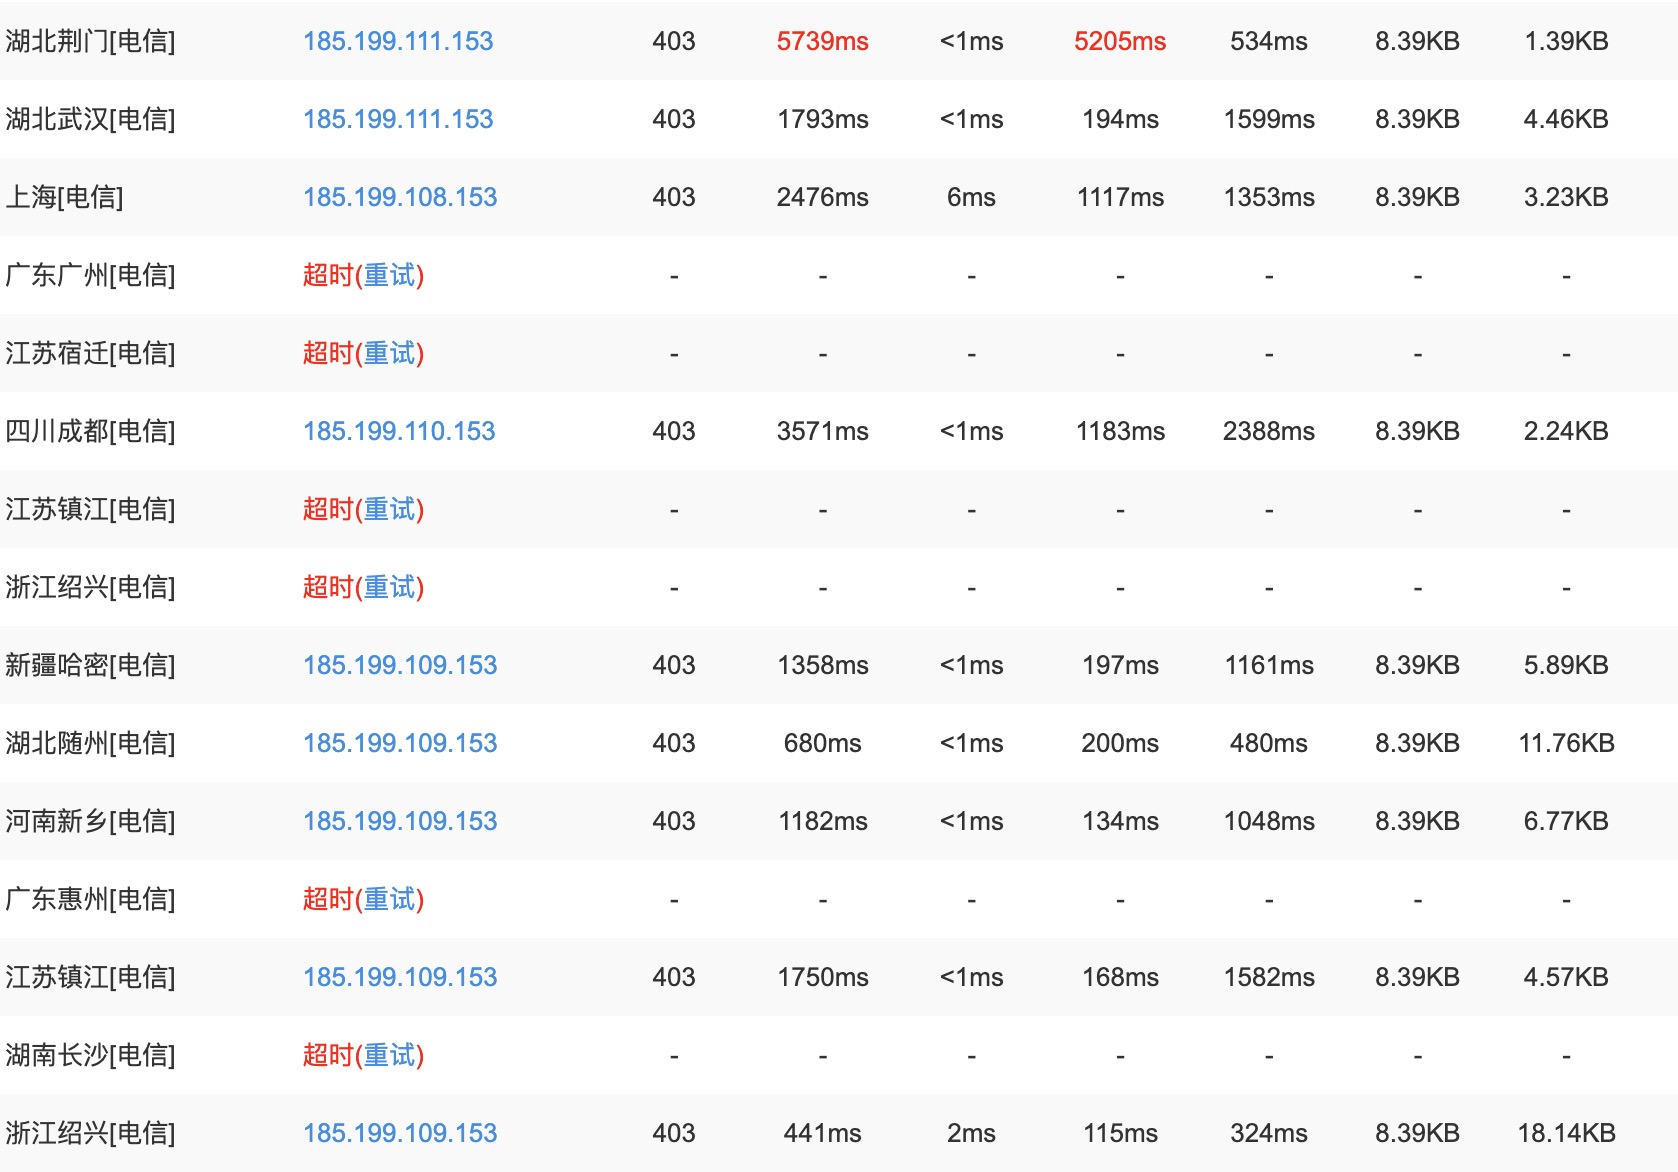 湖北荆门[电信] 185.199.111.153 403 5739ms <1ms 5205ms 534ms 8.39KB 1.39KB
湖北武汉[电信] 185.199.111.153 403 1793ms <1ms 194ms 1599ms 8.39KB 4.46KB
上海[电信] 185.199.108.153 403 2476ms 6ms 1117ms 1353ms 8.39KB 3.23KB
广东广州[电信] 超时(重试) - - - - - - -
江苏宿迁[电信] 超时(重试) - - - - - - -
四川成都[电信] 185.199.110.153 403 3571ms <1ms 1183ms 2388ms 8.39KB 2.24KB
江苏镇江[电信] 超时(重试) - - - - - - -
浙江绍兴[电信] 超时(重试) - - - - - - -
新疆哈密[电信] 185.199.109.153 403 1358ms <1ms 197ms 1161ms 8.39KB 5.89KB
湖北随州[电信] 185.199.109.153 403 680ms <1ms 200ms 480ms 8.39KB 11.76KB
河南新乡[电信] 185.199.109.153 403 1182ms <1ms 134ms 1048ms 8.39KB 6.77KB
广东惠州[电信] 超时(重试) - - - - - - -
江苏镇江[电信] 185.199.109.153 403 1750ms <1ms 168ms 1582ms 8.39KB 4.57KB
湖南长沙[电信] 超时(重试) - - - - - - -
浙江绍兴[电信] 185.199.109.153 403 441ms 2ms 115ms 324ms 8.39KB 18.14KB